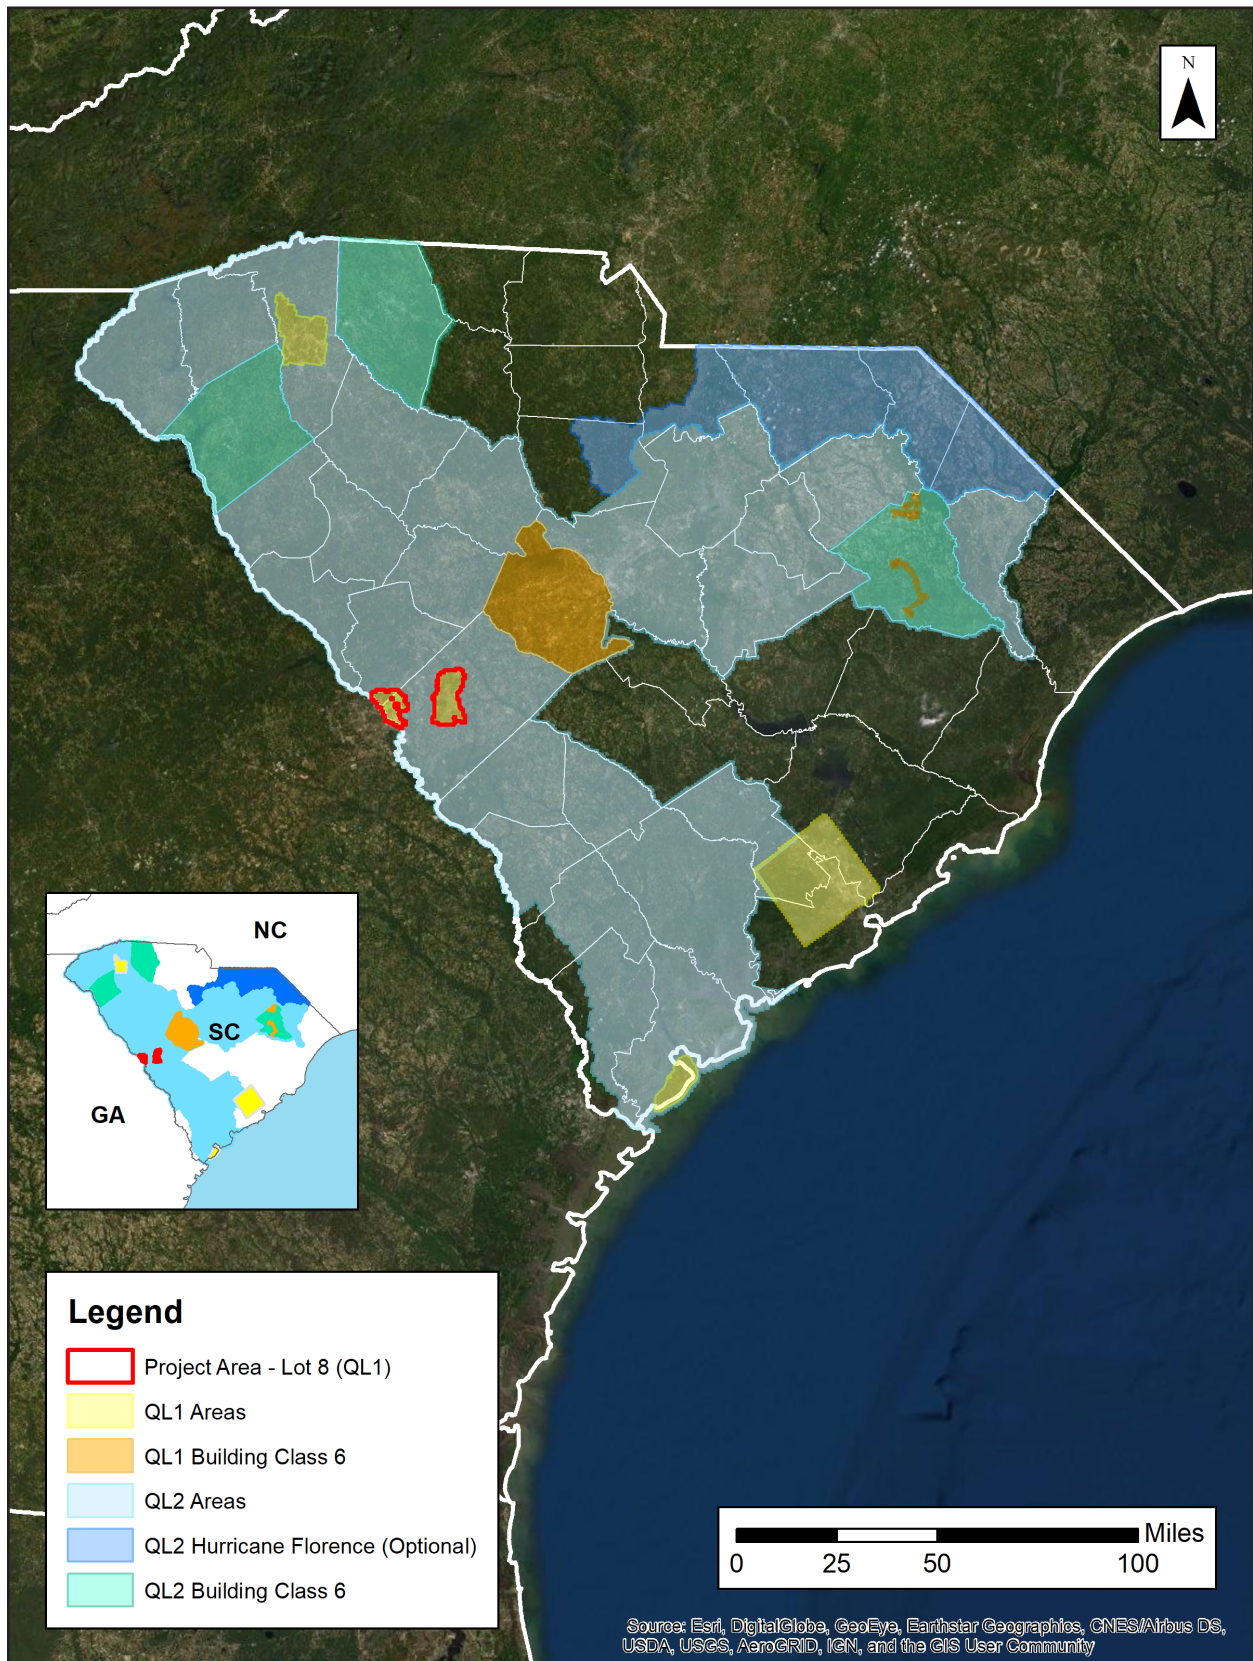 N
NC
SC
GA
Legend
Project Area - Lot 8 (QL1)
QL1 Areas
QL1 Building Class 6
QL2 Areas
QL2 Hurricane Florence (Optional)
QL2 Building Class 6
Miles
0 25 50 100
Source: Esri, DigitalGlobe, GeoEye, Earthstar Geographics, CNES/Airbus DS,
USDA, USGS, AeroGRID, IGN, and the GIS User Community